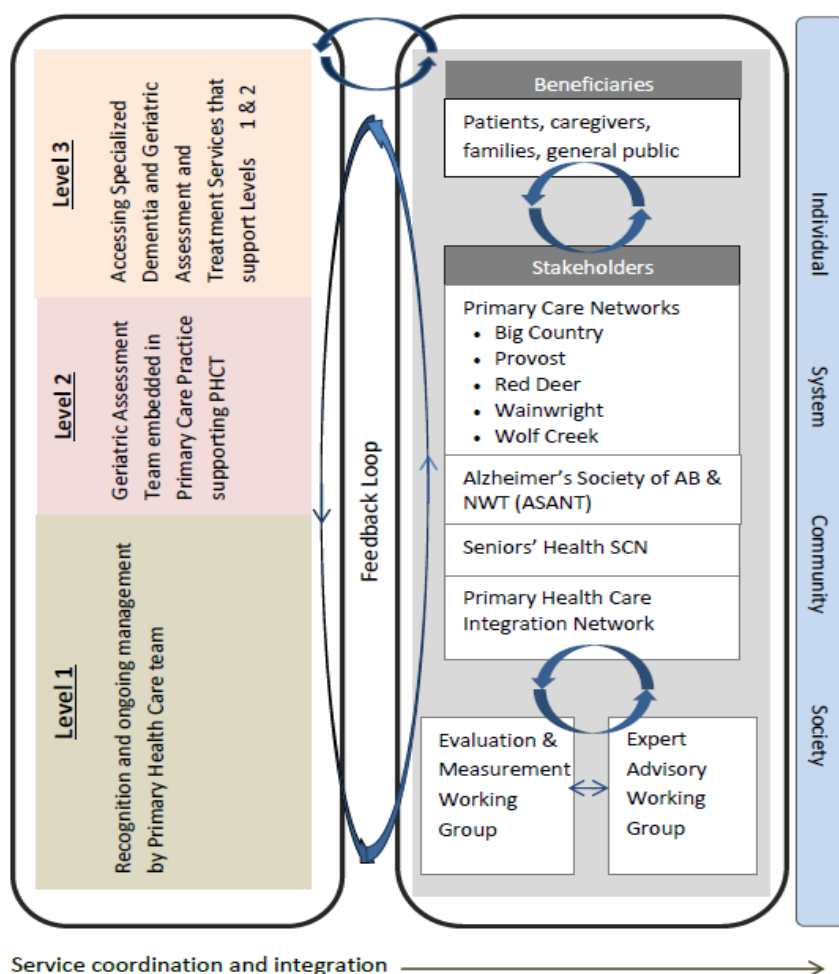 Level 3
Accessing Specialized
Dementia and Geriatric
Assessment and
Treatment Services that
support Levels 1 & 2
Level 2
Geriatric Assessment
Team embedded in
Primary Care Practice
supporting PHCT
Level 1
Recognition and ongoing management
by Primary Health Care team
Feedback Loop
Beneficiaries
Patients, caregivers,
families, general public
Stakeholders
Primary Care Networks
• Big Country
• Provost
• Red Deer
• Wainwright
• Wolf Creek
Alzheimer's Society of AB &
NWT (ASANT)
Seniors' Health SCN
Primary Health Care
Integration Network
Evaluation &
Measurement
Working
Group
Expert
Advisory
Working
Group
Individual
System
Community
Society
Service coordination and integration